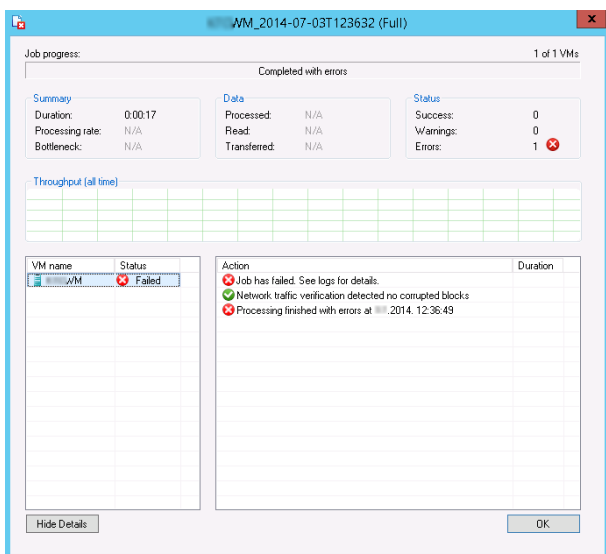 WM_2014-07-03T123632 (Full)
x
Job progress:
1 of 1 VMs
Completed with errors
Summary
Duration: 0:00:17
Processing rate: N/A
Bottleneck: N/A
Data
Processed: N/A
Read: N/A
Transferred: N/A
Status
Success: 0
Warnings: 0
Errors: 1
Throughput (all time)
VM name Status
WM Failed
Action Duration
Job has failed. See logs for details.
Network traffic verification detected no corrupted blocks
Processing finished with errors at .2014. 12:36:49
Hide Details
OK